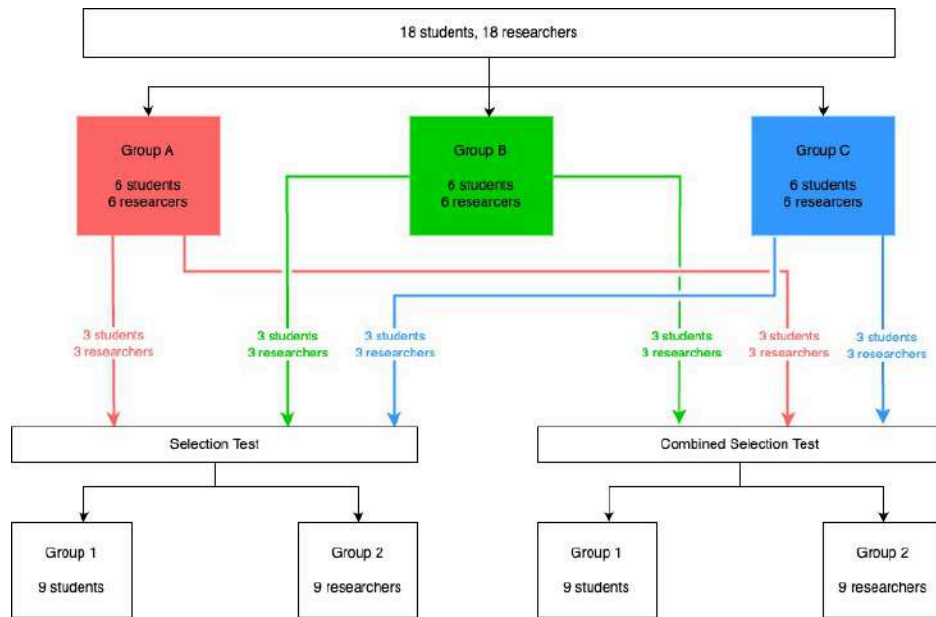 18 students, 18 researchers
Group A
6 students
6 researcers
Group B
6 students
6 researcers
Group C
6 students
6 researcers
3 students
3 researchers
3 students
3 researchers
3 students
3 researchers
3 students
3 researchers
3 students
3 researchers
3 students
3 researchers
Selection Test
Combined Selection Test
Group 1
9 students
Group 2
9 researchers
Group 1
9 students
Group 2
9 researchers